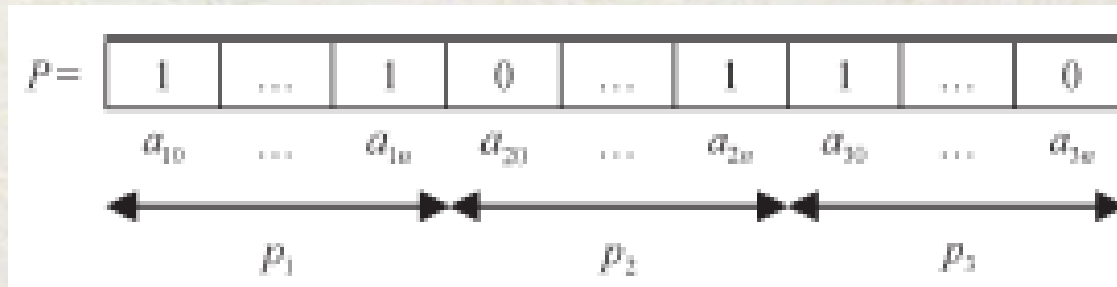 P= 1 ... 1 0 ... 1 1 ... 0
a₁₀ ... a₁ₙ a₂₀ ... a₂ₙ a₃₀ ... a₃ₙ
p₁ p₂ p₃